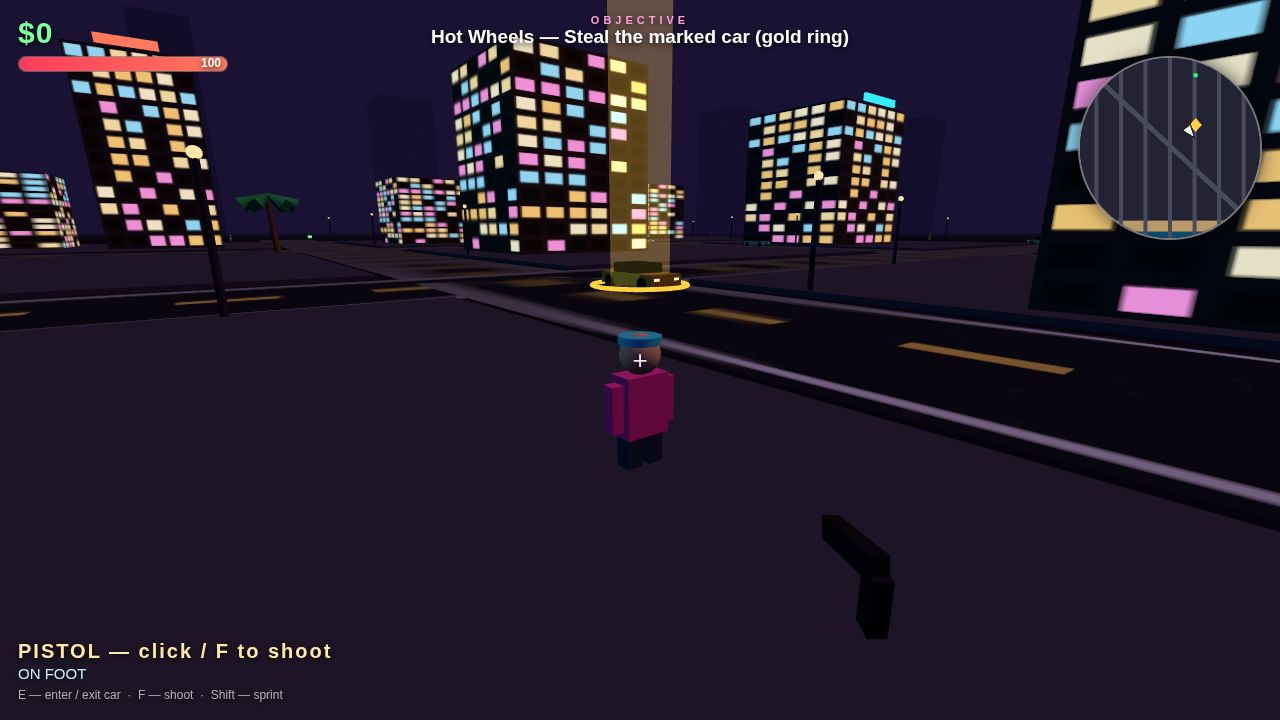 $0
100
OBJECTIVE
Hot Wheels — Steal the marked car (gold ring)
PISTOL — click / F to shoot
ON FOOT
E — enter / exit car · F — shoot · Shift — sprint